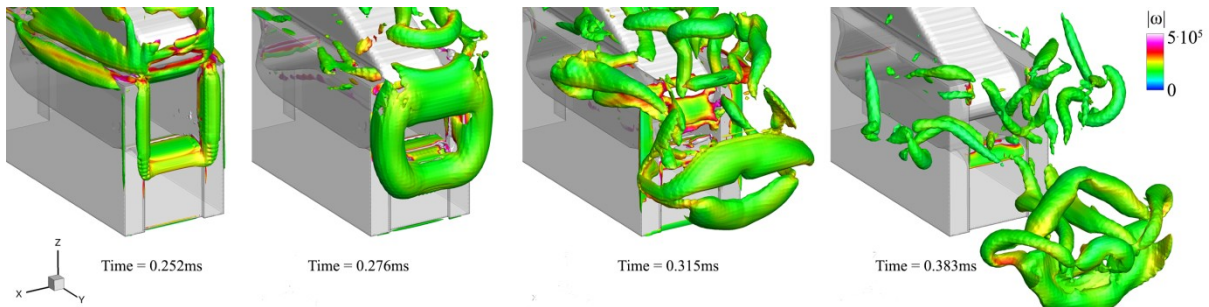 |ω|
5·10⁵
0
Z
X
Y
Time = 0.252ms
Time = 0.276ms
Time = 0.315ms
Time = 0.383ms